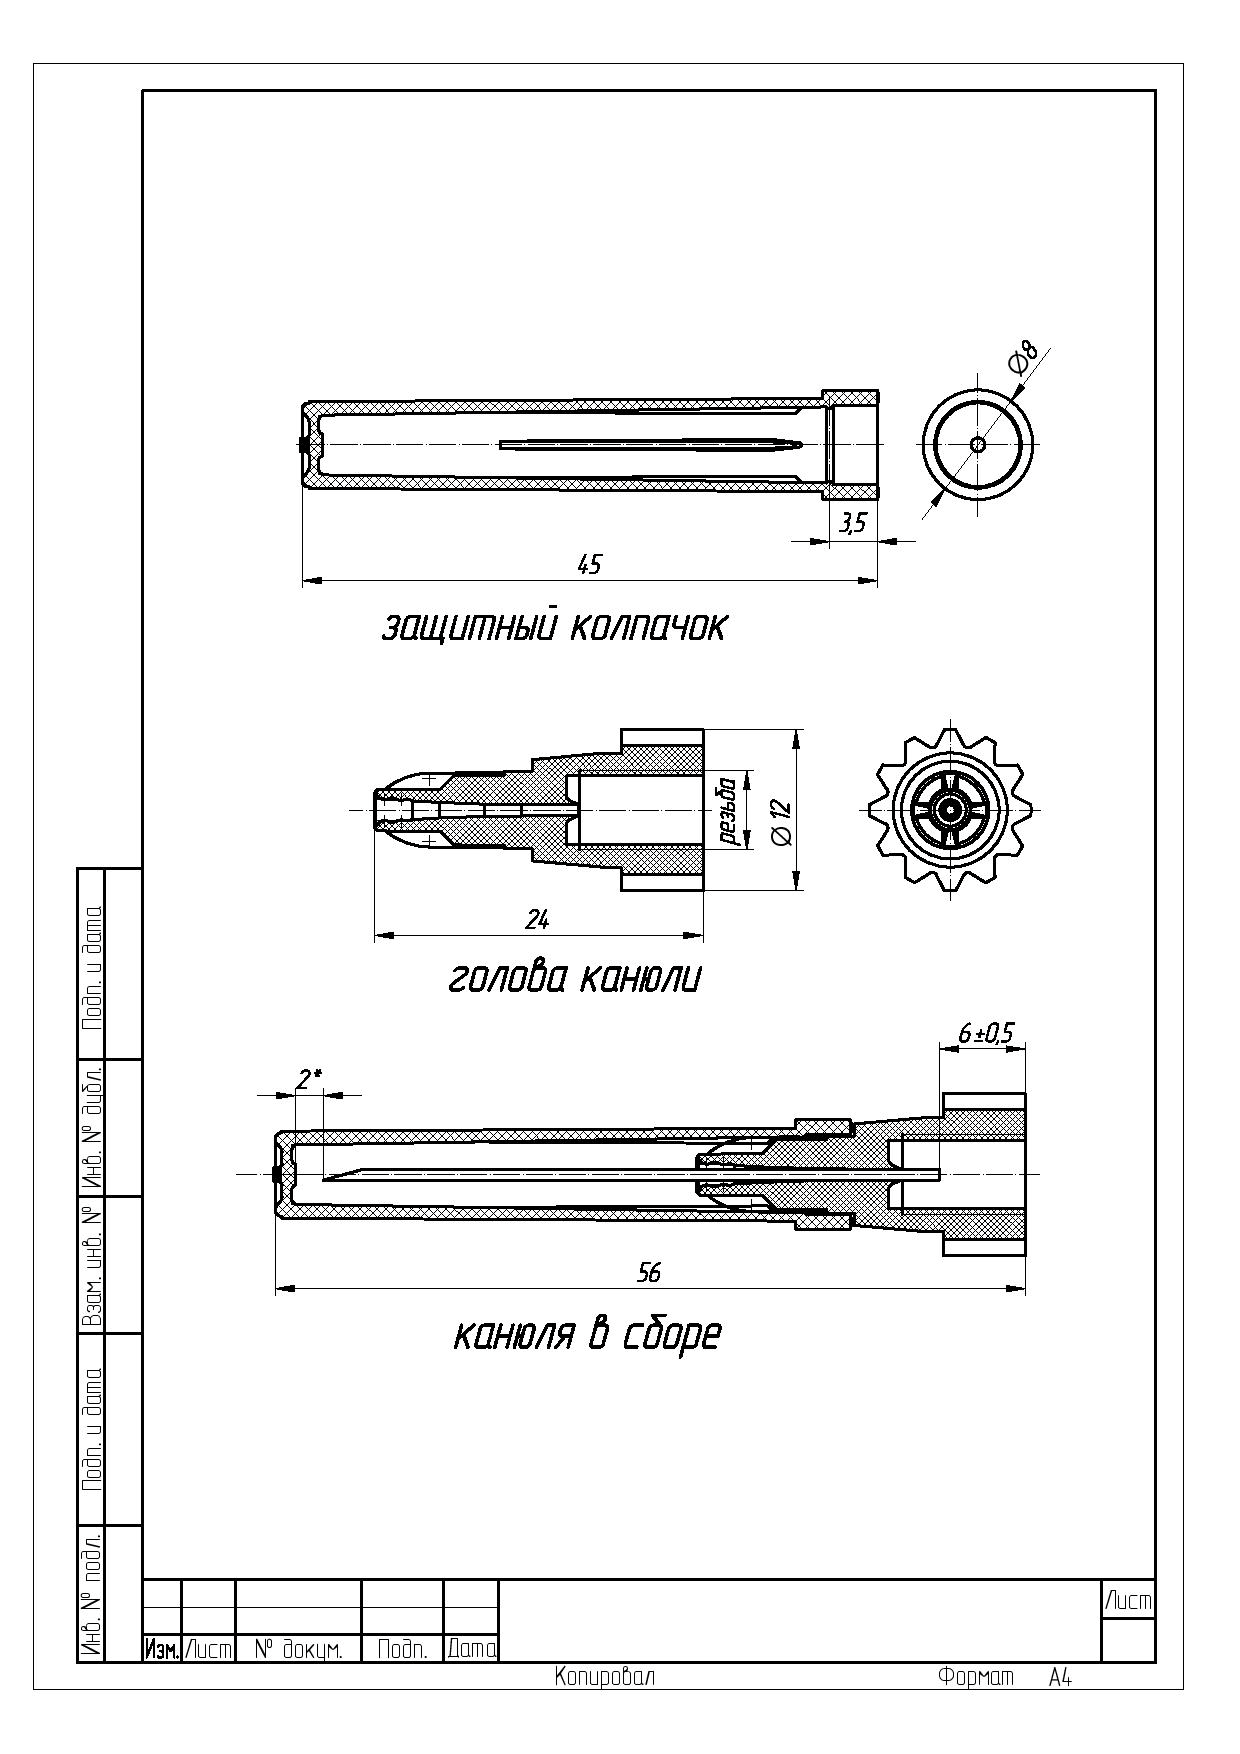 Ø8
3,5
45
защитный колпачок
резьба
Ø 12
24
голова канюли
6±0,5
2*
56
канюля в сборе
Подп. и дата
Инв. № дубл.
Взам. инв. №
Подп. и дата
Инв. № подл.
Изм. Лист № докум. Подп. Дата
Лист
Копировал Формат А4